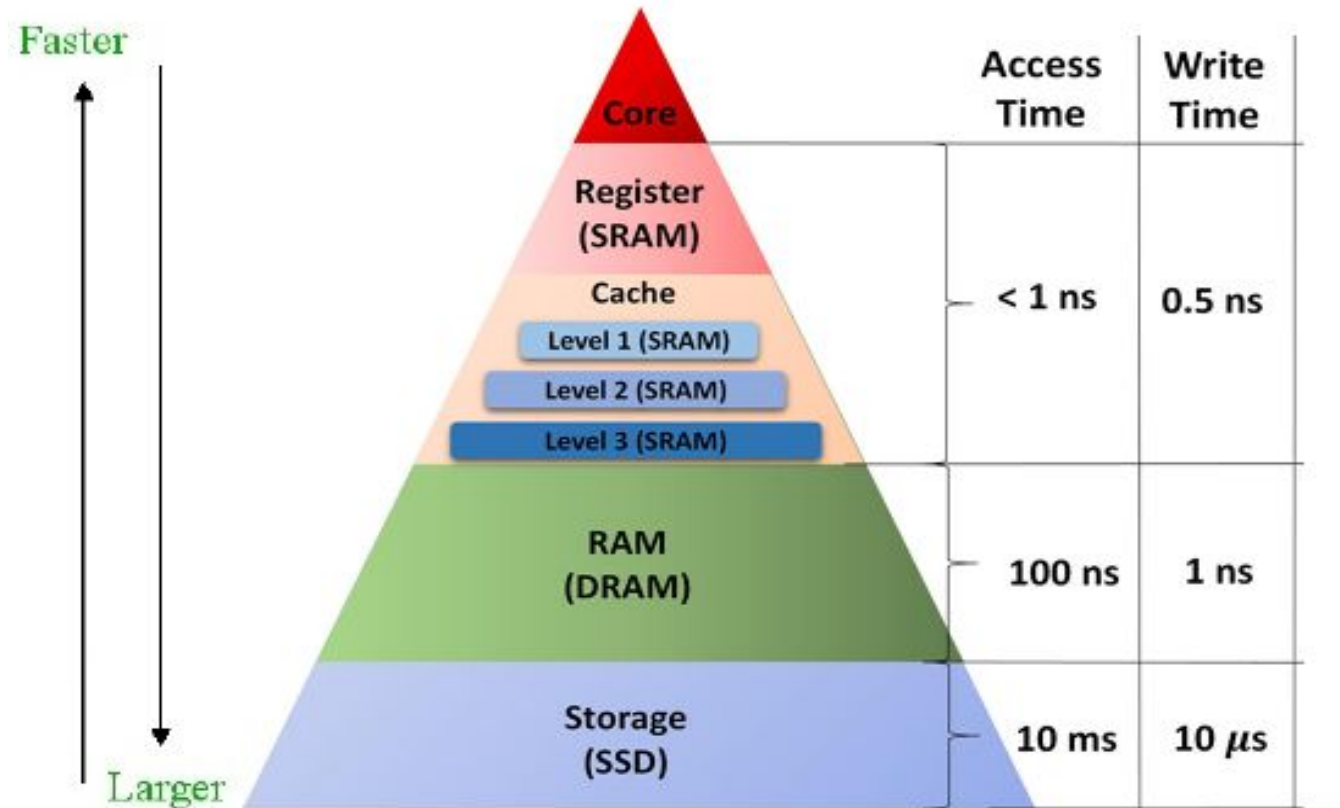 Faster
Larger
Core
Register
(SRAM)
Cache
Level 1 (SRAM)
Level 2 (SRAM)
Level 3 (SRAM)
RAM
(DRAM)
Storage
(SSD)
Access Write
Time Time
< 1 ns 0.5 ns
100 ns 1 ns
10 ms 10 μs